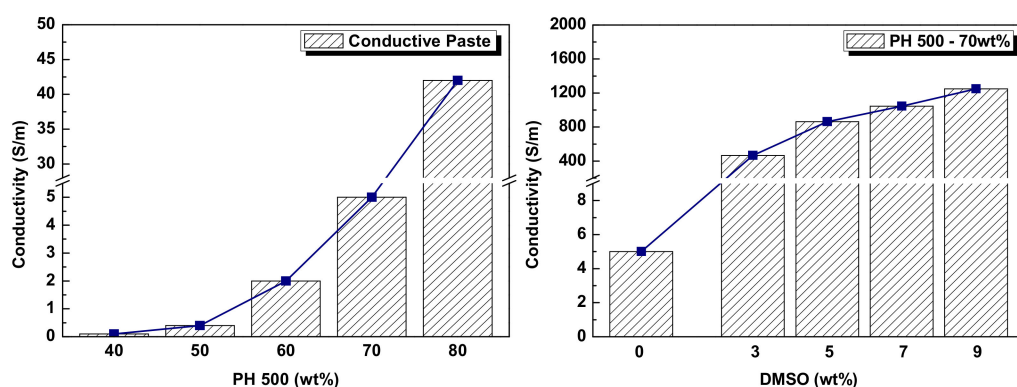 50
45
40
35
30
25
5
4
3
2
1
0
Conductivity (S/m)
Conductive Paste
40 50 60 70 80
PH 500 (wt%)
2000
1600
1200
800
400
8
6
4
2
0
Conductivity (S/m)
PH 500 - 70wt%
0 3 5 7 9
DMSO (wt%)